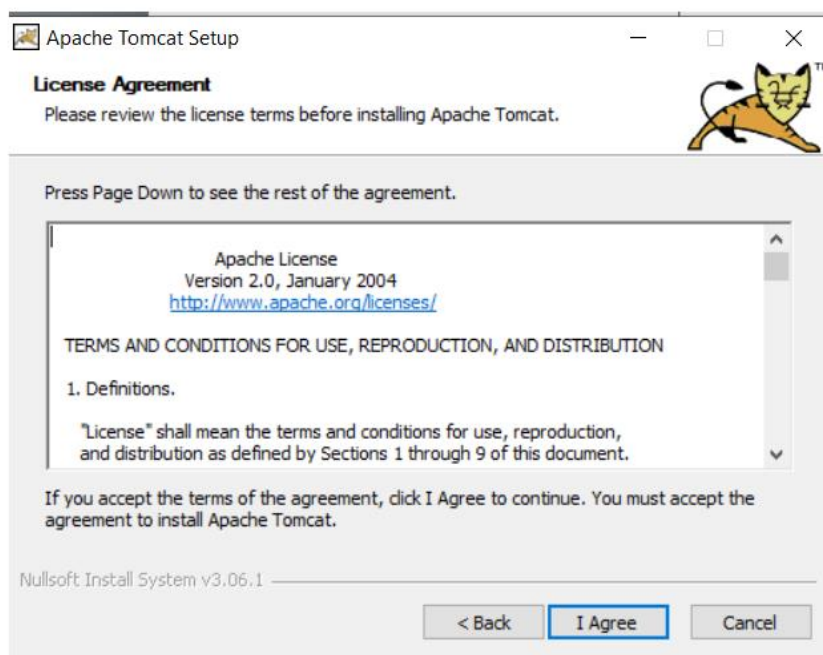 Apache Tomcat Setup
License Agreement
Please review the license terms before installing Apache Tomcat.
TM
Press Page Down to see the rest of the agreement.
Apache License
Version 2.0, January 2004
http://www.apache.org/licenses/
TERMS AND CONDITIONS FOR USE, REPRODUCTION, AND DISTRIBUTION
1. Definitions.
"License" shall mean the terms and conditions for use, reproduction,
and distribution as defined by Sections 1 through 9 of this document.
If you accept the terms of the agreement, click I Agree to continue. You must accept the
agreement to install Apache Tomcat.
Nullsoft Install System v3.06.1
< Back
I Agree
Cancel